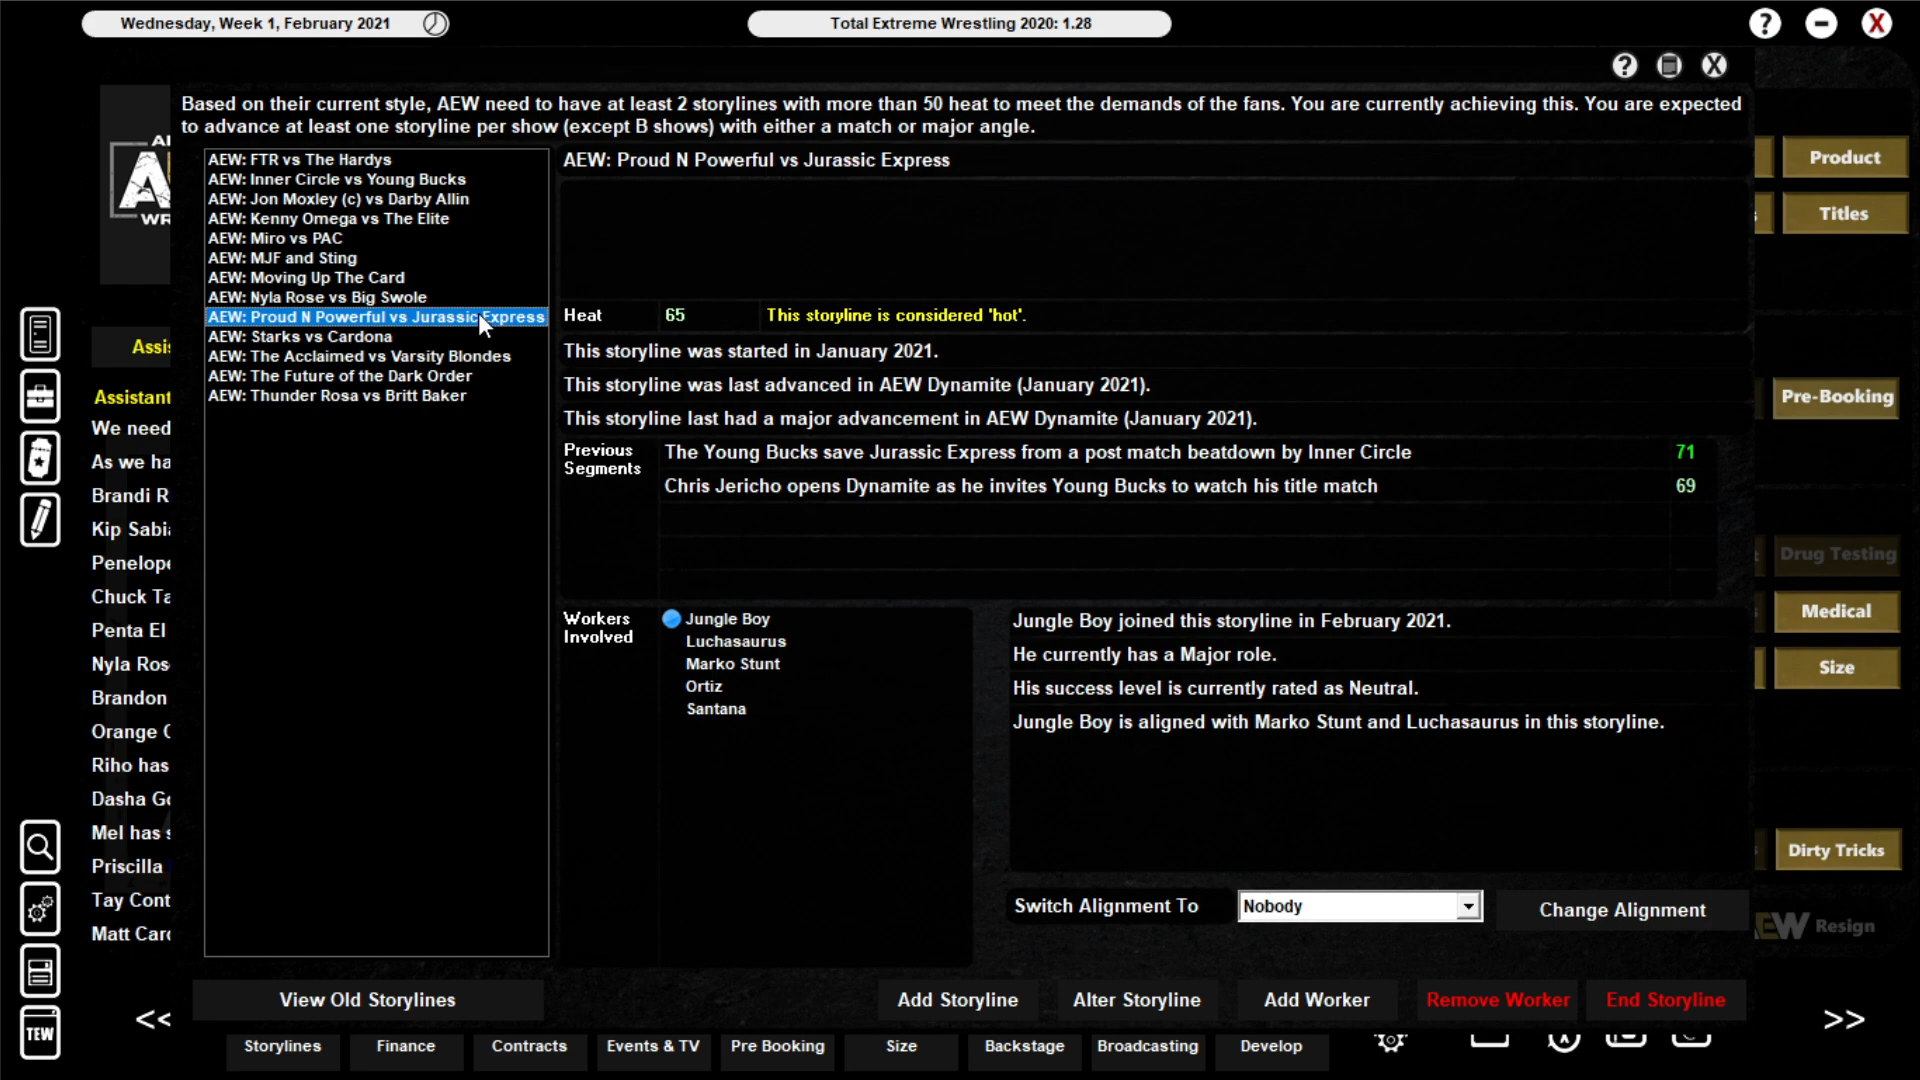 Wednesday, Week 1, February 2021
Total Extreme Wrestling 2020: 1.28
Based on their current style, AEW need to have at least 2 storylines with more than 50 heat to meet the demands of the fans. You are currently achieving this. You are expected
to advance at least one storyline per show (except B shows) with either a match or major angle.
AEW: FTR vs The Hardys
AEW: Inner Circle vs Young Bucks
AEW: Jon Moxley (c) vs Darby Allin
AEW: Kenny Omega vs The Elite
AEW: Miro vs PAC
AEW: MJF and Sting
AEW: Moving Up The Card
AEW: Nyla Rose vs Big Swole
AEW: Proud N Powerful vs Jurassic Express
AEW: Starks vs Cardona
AEW: The Acclaimed vs Varsity Blondes
AEW: The Future of the Dark Order
AEW: Thunder Rosa vs Britt Baker
AEW: Proud N Powerful vs Jurassic Express
Heat 65 This storyline is considered 'hot'.
This storyline was started in January 2021.
This storyline was last advanced in AEW Dynamite (January 2021).
This storyline last had a major advancement in AEW Dynamite (January 2021).
Previous Segments
The Young Bucks save Jurassic Express from a post match beatdown by Inner Circle 71
Chris Jericho opens Dynamite as he invites Young Bucks to watch his title match 69
Workers Involved
Jungle Boy
Luchasaurus
Marko Stunt
Ortiz
Santana
Jungle Boy joined this storyline in February 2021.
He currently has a Major role.
His success level is currently rated as Neutral.
Jungle Boy is aligned with Marko Stunt and Luchasaurus in this storyline.
Switch Alignment To Nobody Change Alignment
View Old Storylines Add Storyline Alter Storyline Add Worker Remove Worker End Storyline
Assistant
We need
As we ha
Brandi R
Kip Sabi
Penelope
Chuck Ta
Penta El
Nyla Ros
Brandon
Orange C
Riho has
Dasha Go
Mel has s
Priscilla
Tay Cont
Matt Card
Product
Titles
Pre-Booking
Drug Testing
Medical
Size
Dirty Tricks
Resign
TEW
<< >>
Storylines Finance Contracts Events & TV Pre Booking Size Backstage Broadcasting Develop